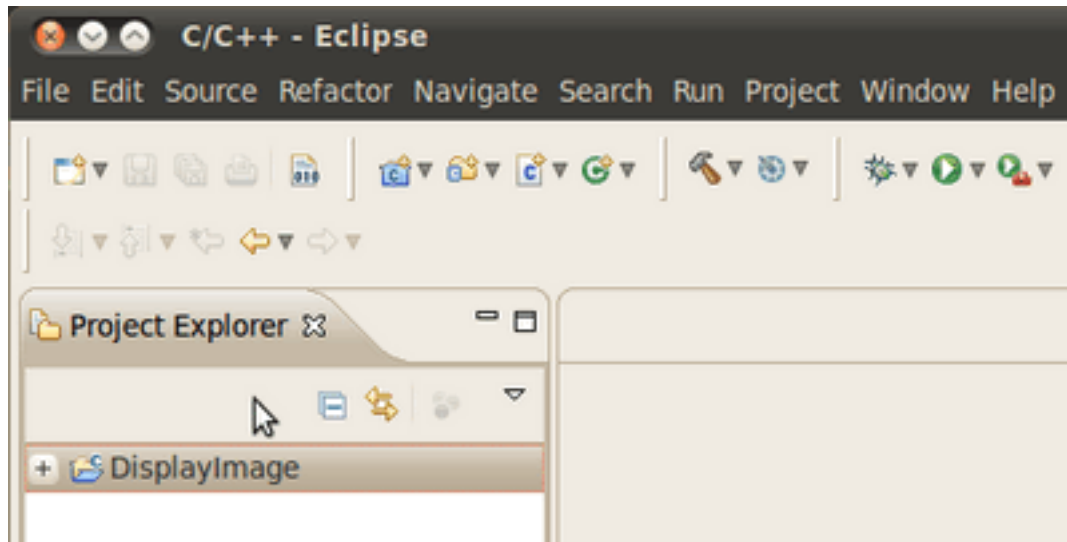 C/C++ - Eclipse
File Edit Source Refactor Navigate Search Run Project Window Help
Project Explorer
DisplayImage